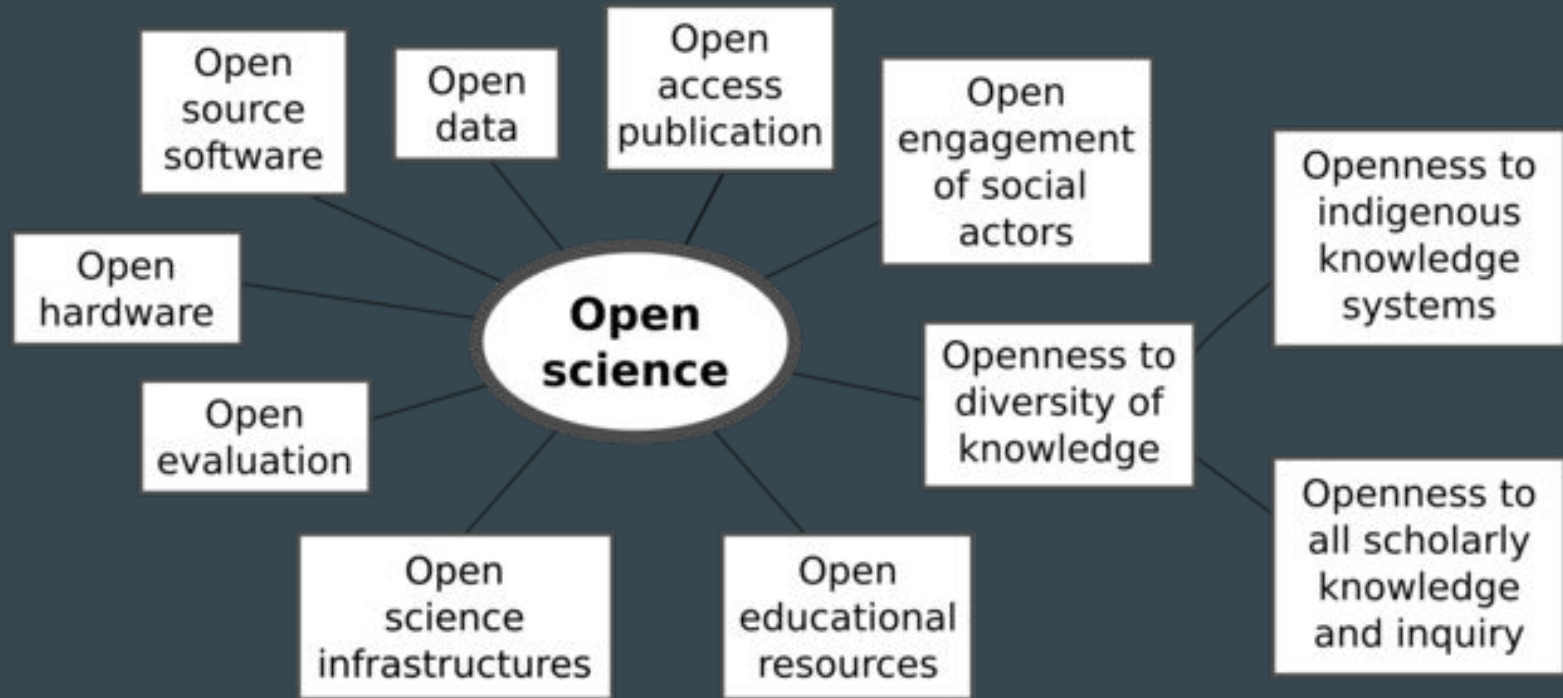 Open
source
software
Open
data
Open
access
publication
Open
engagement
of social
actors
Openness to
indigenous
knowledge
systems
Open
hardware
Open
science
Openness to
diversity of
knowledge
Open
evaluation
Openness to
all scholarly
knowledge
and inquiry
Open
science
infrastructures
Open
educational
resources